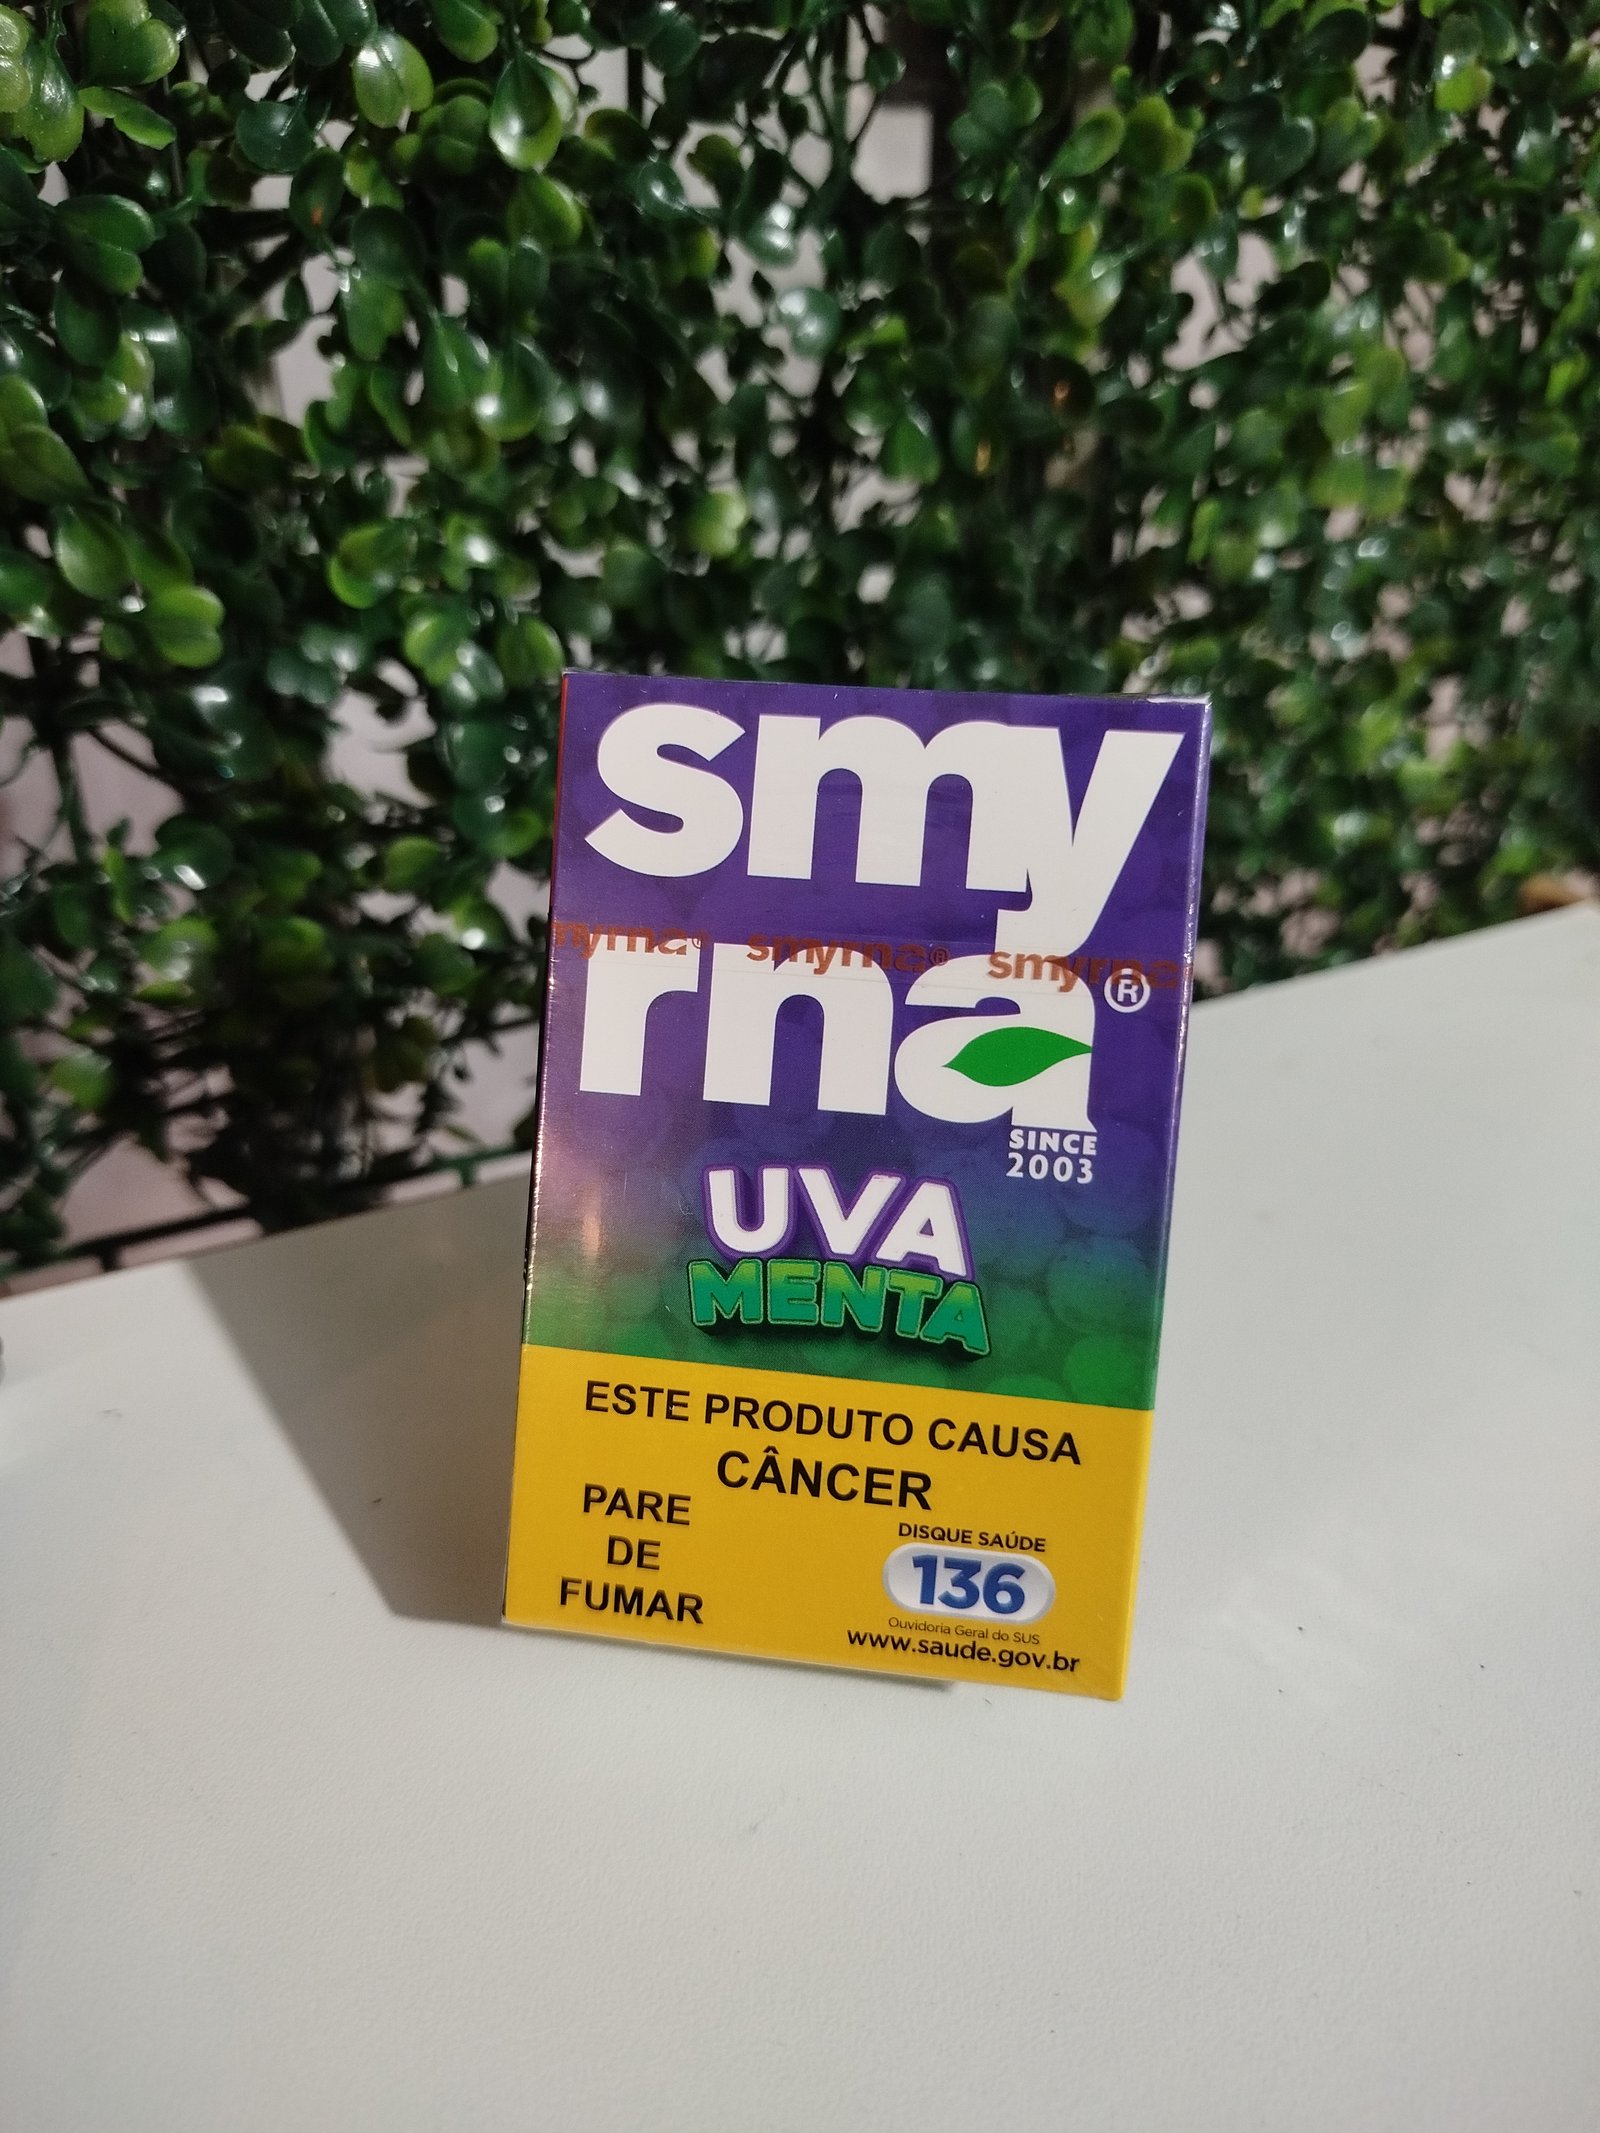 smy
myrna® smyrna® smyrna
rna®
SINCE
2003
UVA
MENTA
ESTE PRODUTO CAUSA
CÂNCER
PARE
DE
FUMAR
DISQUE SAÚDE
136
Ouvidoria Geral do SUS
www.saude.gov.br